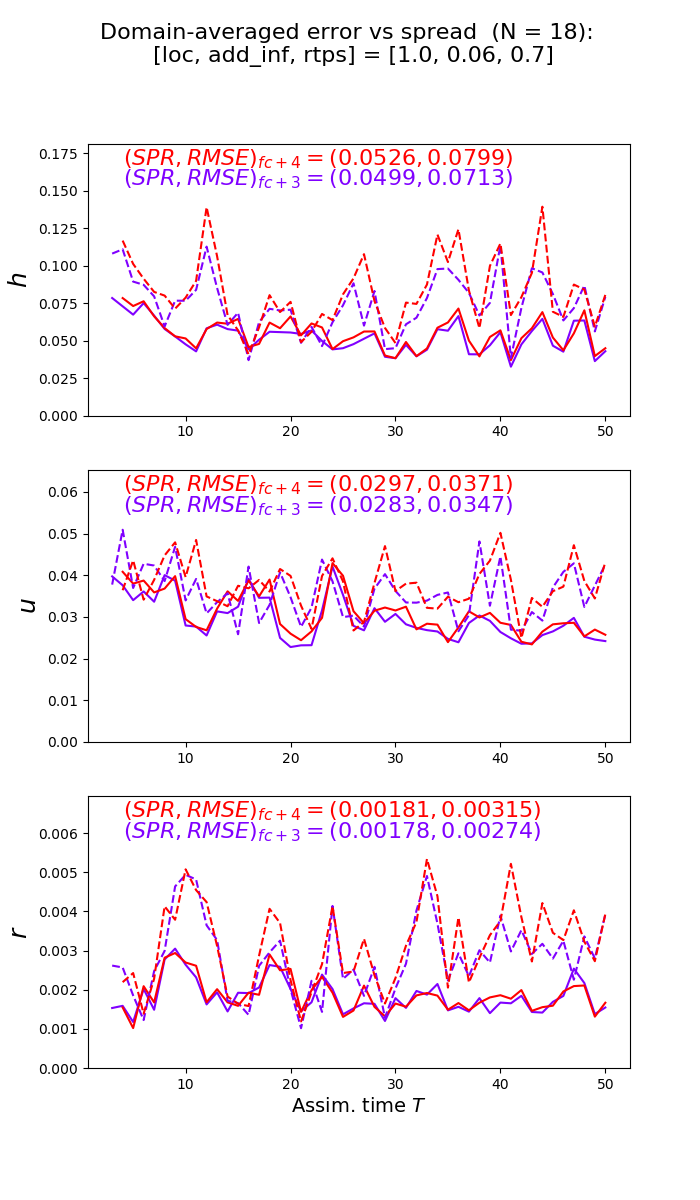 Domain-averaged error vs spread (N = 18):
[loc, add_inf, rtps] = [1.0, 0.06, 0.7]
(SPR, RMSE)fc+4 = (0.0526, 0.0799)
(SPR, RMSE)fc+3 = (0.0499, 0.0713)
0.175
0.150
0.125
0.100
0.075
0.050
0.025
0.000
h
10 20 30 40 50
(SPR, RMSE)fc+4 = (0.0297, 0.0371)
(SPR, RMSE)fc+3 = (0.0283, 0.0347)
0.06
0.05
0.04
0.03
0.02
0.01
0.00
u
10 20 30 40 50
(SPR, RMSE)fc+4 = (0.00181, 0.00315)
(SPR, RMSE)fc+3 = (0.00178, 0.00274)
0.006
0.005
0.004
0.003
0.002
0.001
0.000
r
10 20 30 40 50
Assim. time T